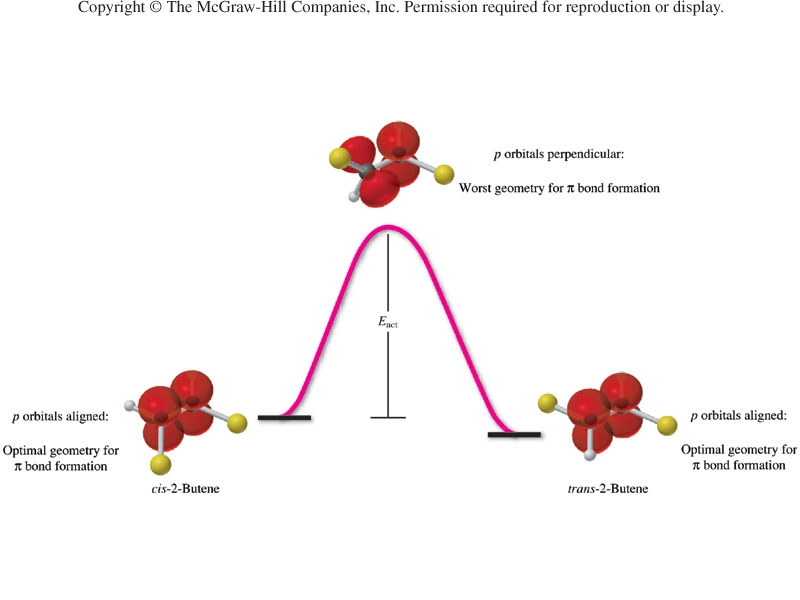 Copyright © The McGraw-Hill Companies, Inc. Permission required for reproduction or display.
p orbitals perpendicular:
Worst geometry for π bond formation
E_act
p orbitals aligned:
Optimal geometry for
π bond formation
cis-2-Butene
p orbitals aligned:
Optimal geometry for
π bond formation
trans-2-Butene